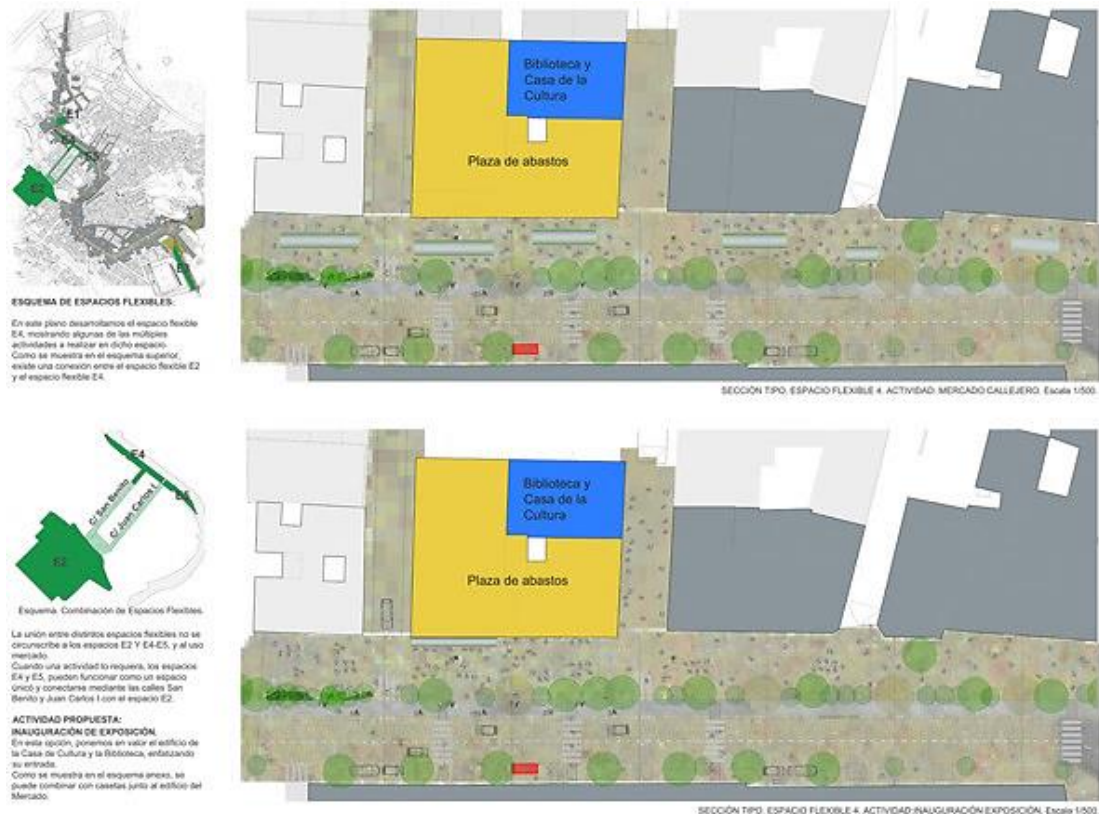 E1
E2
ESQUEMA DE ESPACIOS FLEXIBLES.
En este plano desarrollamos el espacio flexible
E4, mostrando algunas de las múltiples
actividades a realizar en dicho espacio.
Como se muestra en el esquema superior,
existe una conexión entre el espacio flexible E2
y el espacio flexible E4.
Biblioteca y
Casa de la
Cultura
Plaza de abastos
SECCIÓN TIPO. ESPACIO FLEXIBLE 4. ACTIVIDAD: MERCADO CALLEJERO. Escala 1/500.
E4
E5
C/ San Benito
C/ Juan Carlos I
E2
Esquema. Combinación de Espacios Flexibles.
La unión entre distintos espacios flexibles no se
circunscribe a los espacios E2 Y E4-E5, y al uso
mercado.
Cuando una actividad lo requiera, los espacios
E4 y E5, pueden funcionar como un espacio
único y conectarse mediante las calles San
Benito y Juan Carlos I con el espacio E2.
ACTIVIDAD PROPUESTA:
INAUGURACIÓN DE EXPOSICIÓN.
En esta opción, ponemos en valor el edificio de
la Casa de Cultura y la Biblioteca, enfatizando
su entrada.
Como se muestra en el esquema anexo, se
puede combinar con casetas junto al edificio del
Mercado.
Biblioteca y
Casa de la
Cultura
Plaza de abastos
SECCIÓN TIPO. ESPACIO FLEXIBLE 4. ACTIVIDAD:INAUGURACIÓN EXPOSICIÓN. Escala 1/500.